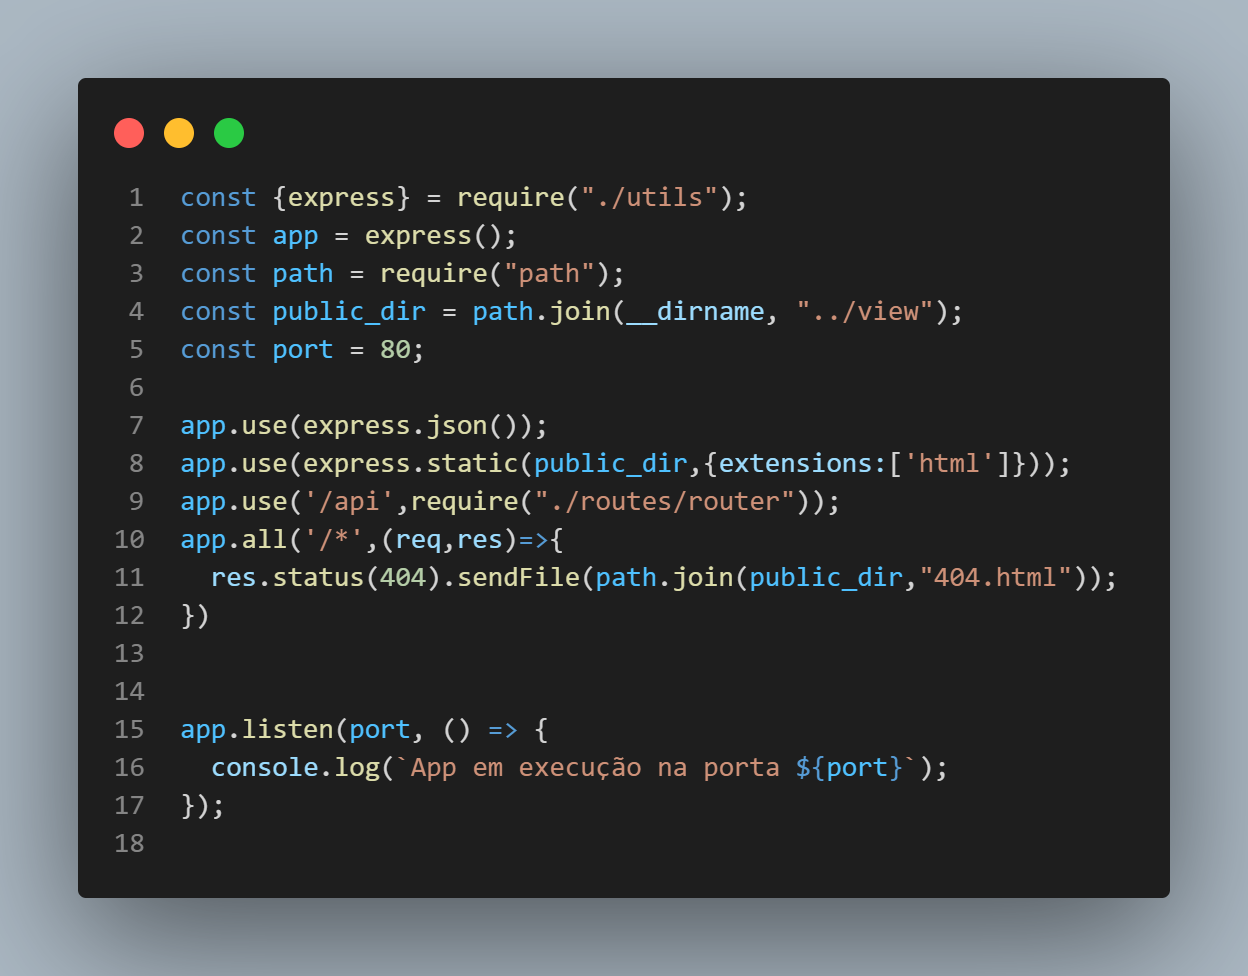 1 const {express} = require("./utils");
2 const app = express();
3 const path = require("path");
4 const public_dir = path.join(__dirname, "../view");
5 const port = 80;
6
7 app.use(express.json());
8 app.use(express.static(public_dir,{extensions:['html']}));
9 app.use('/api',require("./routes/router"));
10 app.all('/*',(req,res)=>{
11   res.status(404).sendFile(path.join(public_dir,"404.html"));
12 })
13
14
15 app.listen(port, () => {
16   console.log(`App em execução na porta ${port}`);
17 });
18